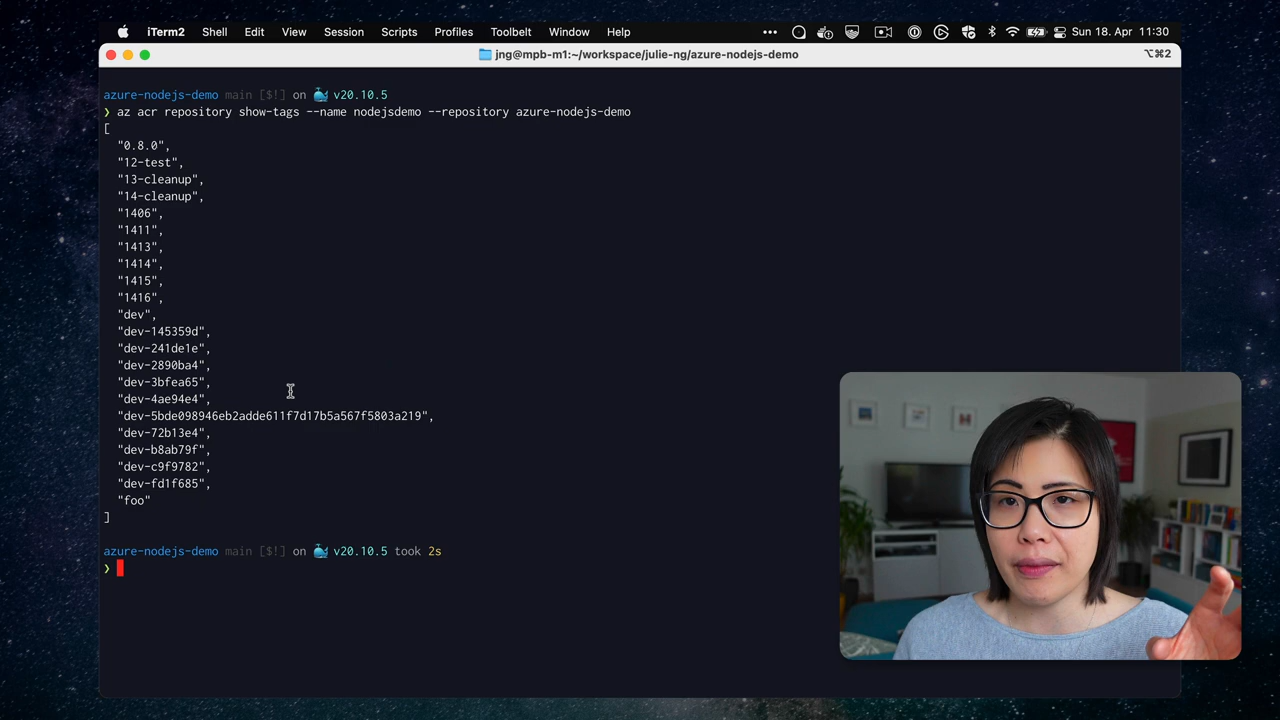 iTerm2 Shell Edit View Session Scripts Profiles Toolbelt Window Help ••• Sun 18. Apr 11:30
jng@mpb-m1:~/workspace/julie-ng/azure-nodejs-demo ⌥⌘2
azure-nodejs-demo main [$!] on 🐳 v20.10.5
❯ az acr repository show-tags --name nodejsdemo --repository azure-nodejs-demo
[
"0.8.0",
"12-test",
"13-cleanup",
"14-cleanup",
"1406",
"1411",
"1413",
"1414",
"1415",
"1416",
"dev",
"dev-145359d",
"dev-241de1e",
"dev-2890ba4",
"dev-3bfea65",
"dev-4ae94e4",
"dev-5bde098946eb2adde611f7d17b5a567f5803a219",
"dev-72b13e4",
"dev-b8ab79f",
"dev-c9f9782",
"dev-fd1f685",
"foo"
]
azure-nodejs-demo main [$!] on 🐳 v20.10.5 took 2s
❯